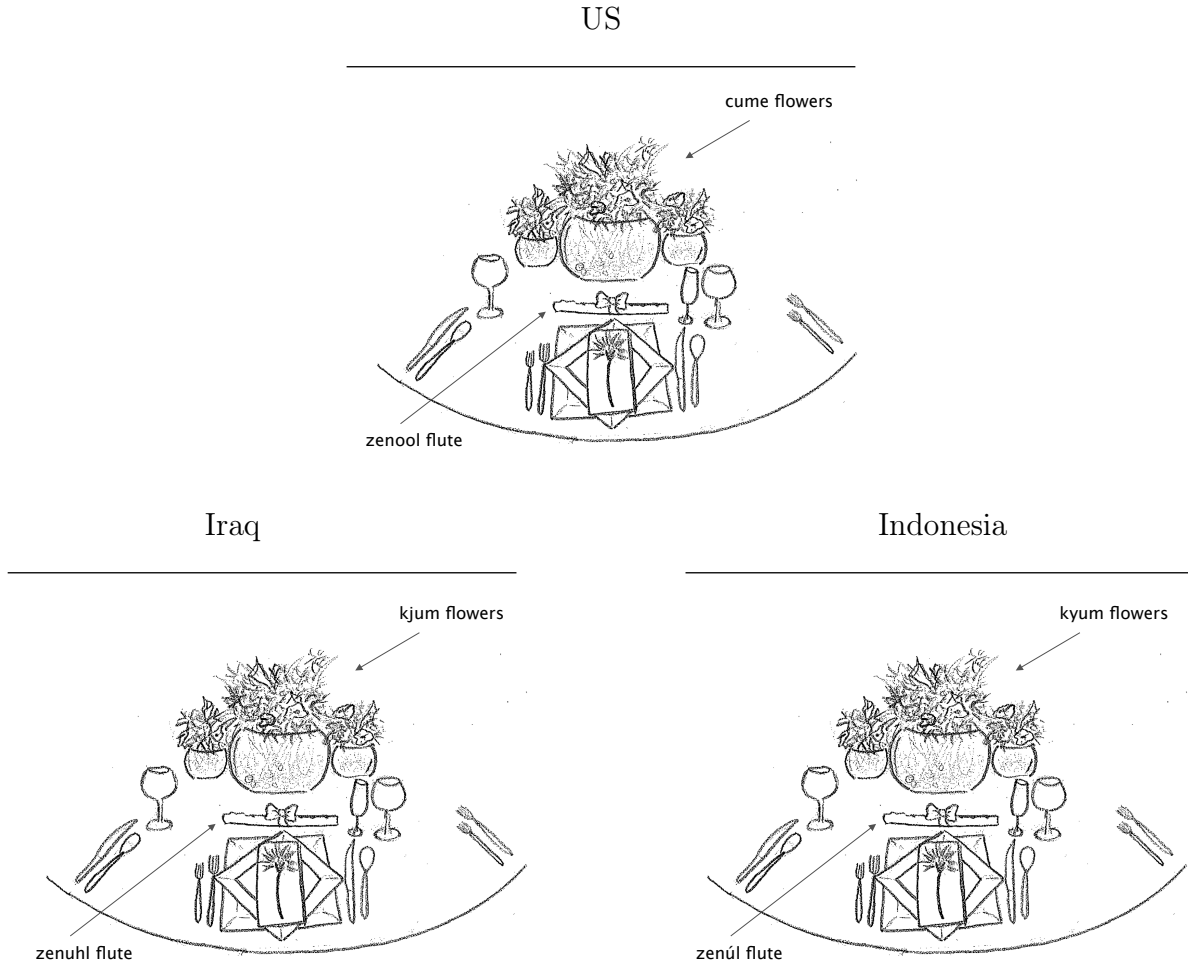 US
cume flowers
zenool flute
Iraq
kjum flowers
zenuhl flute
Indonesia
kyum flowers
zenúl flute